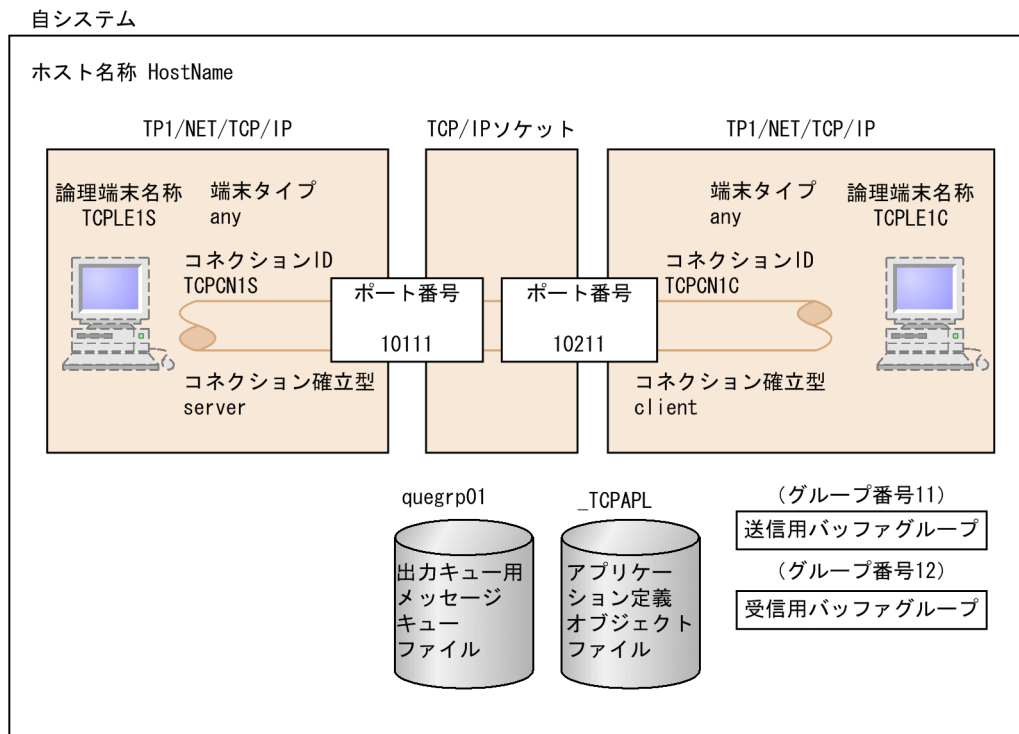 自システム
ホスト名称 HostName
TP1/NET/TCP/IP
TCP/IPソケット
TP1/NET/TCP/IP
論理端末名称
TCPLE1S
端末タイプ
any
端末タイプ
any
論理端末名称
TCPLE1C
コネクションID
TCPCN1S
コネクションID
TCPCN1C
ポート番号
10111
ポート番号
10211
コネクション確立型
server
コネクション確立型
client
quegrp01
出力キュー用
メッセージ
キュー
ファイル
_TCPAPL
アプリケー
ション定義
オブジェクト
ファイル
(グループ番号11)
送信用バッファグループ
(グループ番号12)
受信用バッファグループ